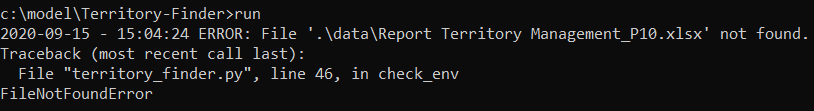 c:\model\Territory-Finder>run
2020-09-15 - 15:04:24 ERROR: File '.\data\Report Territory Management_P10.xlsx' not found.
Traceback (most recent call last):
  File "territory_finder.py", line 46, in check_env
FileNotFoundError